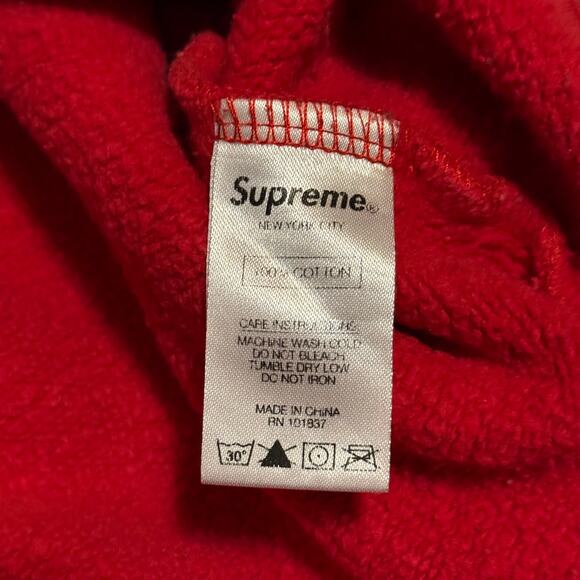 Supreme®
NEW YORK CITY
100% COTTON
CARE INSTRUCTIONS:
MACHINE WASH COLD
DO NOT BLEACH
TUMBLE DRY LOW
DO NOT IRON
MADE IN CHINA
RN 101837
30°